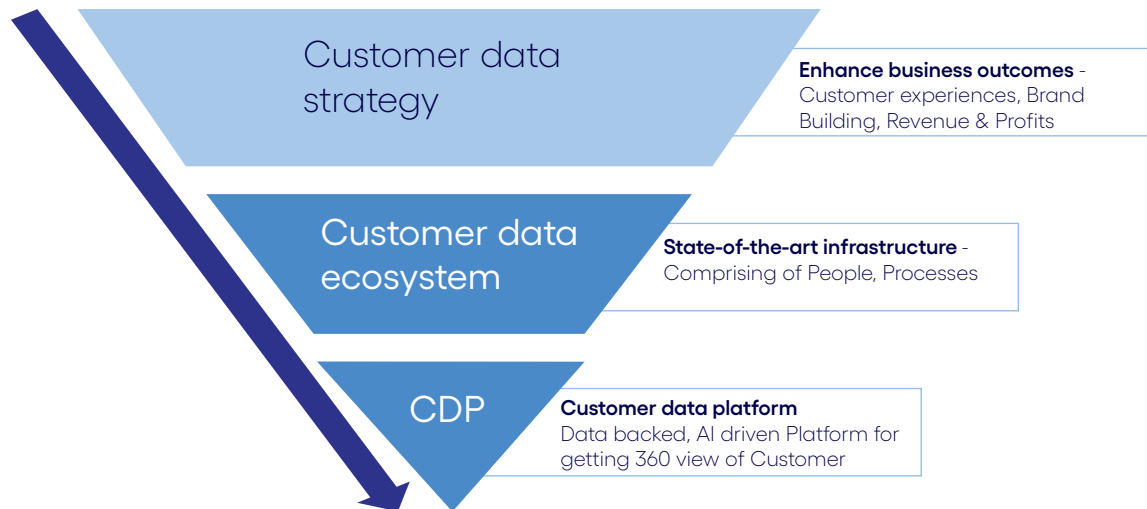 Customer data
strategy
Enhance business outcomes -
Customer experiences, Brand
Building, Revenue & Profits
Customer data
ecosystem
State-of-the-art infrastructure -
Comprising of People, Processes
CDP
Customer data platform
Data backed, AI driven Platform for
getting 360 view of Customer